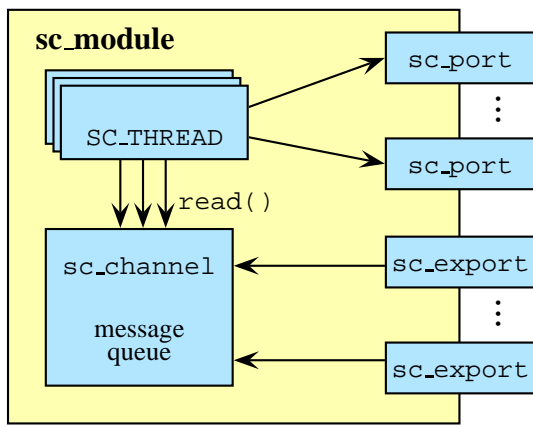 sc_module
sc_port
⋮
SC_THREAD
sc_port
read()
sc_channel
sc_export
⋮
message
queue
sc_export